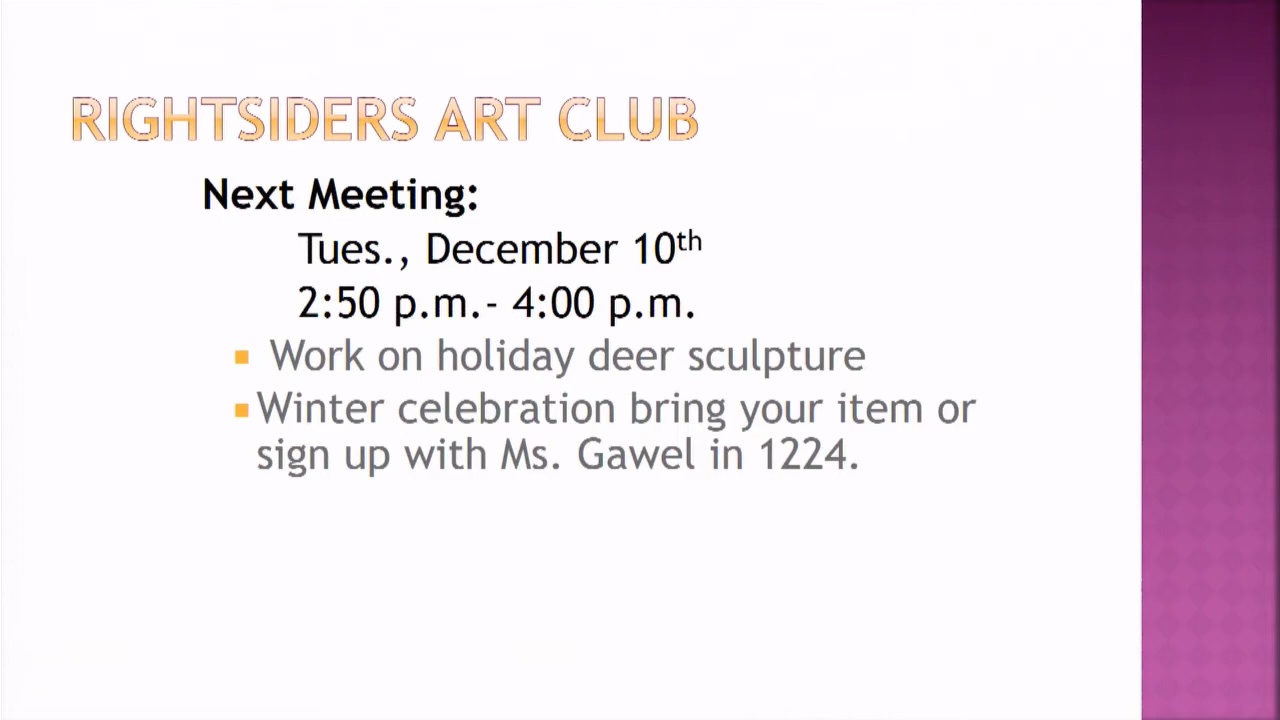 RIGHTSIDERS ART CLUB
Next Meeting:
Tues., December 10th
2:50 p.m.- 4:00 p.m.
Work on holiday deer sculpture
Winter celebration bring your item or
sign up with Ms. Gawel in 1224.